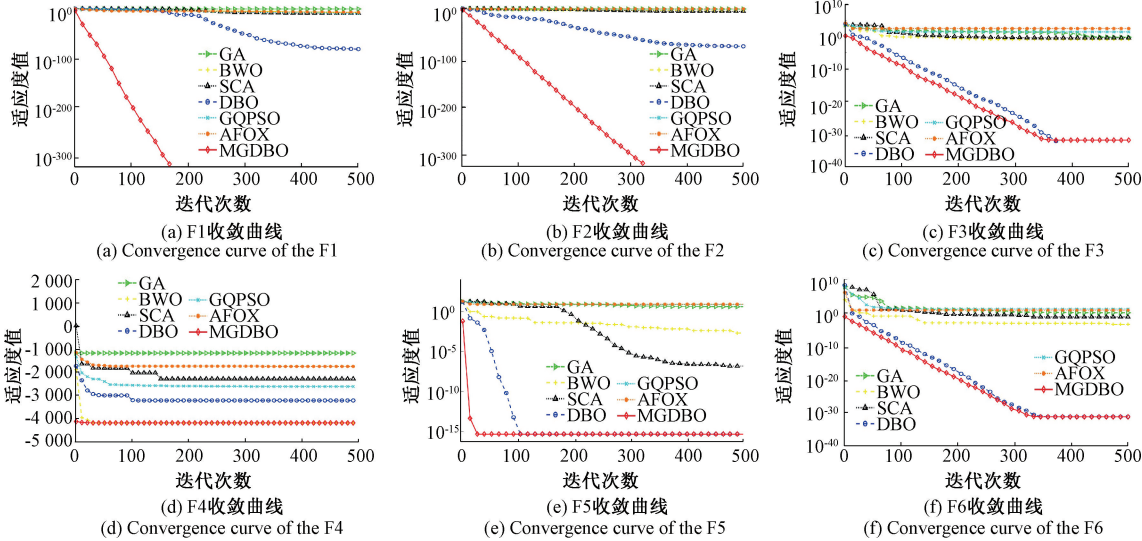 适应度值
10^0
10^-100
10^-200
10^-300
GA
BWO
SCA
DBO
GQPSO
AFOX
MGDBO
0 100 200 300 400 500
迭代次数
(a) F1收敛曲线
(a) Convergence curve of the F1
适应度值
10^0
10^-100
10^-200
10^-300
GA
BWO
SCA
DBO
GQPSO
AFOX
MGDBO
0 100 200 300 400 500
迭代次数
(b) F2收敛曲线
(b) Convergence curve of the F2
适应度值
10^10
10^0
10^-10
10^-20
10^-30
10^-40
GA
BWO GQPSO
SCA AFOX
DBO MGDBO
0 100 200 300 400 500
迭代次数
(c) F3收敛曲线
(c) Convergence curve of the F3
适应度值
2 000
1 000
0
-1 000
-2 000
-3 000
-4 000
-5 000
GA
BWO GQPSO
SCA AFOX
DBO MGDBO
0 100 200 300 400 500
迭代次数
(d) F4收敛曲线
(d) Convergence curve of the F4
适应度值
10^0
10^-5
10^-10
10^-15
GA
BWO GQPSO
SCA AFOX
DBO MGDBO
0 100 200 300 400 500
迭代次数
(e) F5收敛曲线
(e) Convergence curve of the F5
适应度值
10^10
10^0
10^-10
10^-20
10^-30
10^-40
GA
BWO
SCA
DBO
GQPSO
AFOX
MGDBO
0 100 200 300 400 500
迭代次数
(f) F6收敛曲线
(f) Convergence curve of the F6